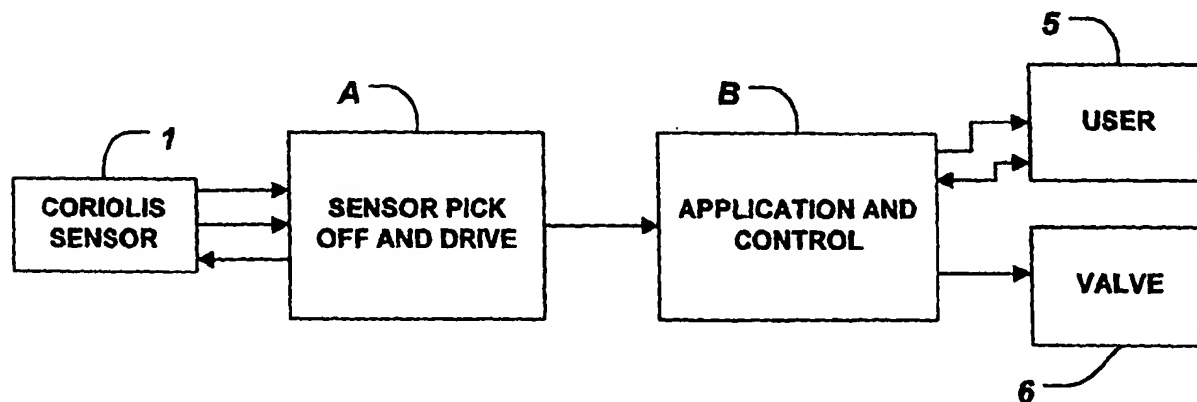 5
A
B
USER
1
CORIOLIS
SENSOR
SENSOR PICK
OFF AND DRIVE
APPLICATION AND
CONTROL
VALVE
6